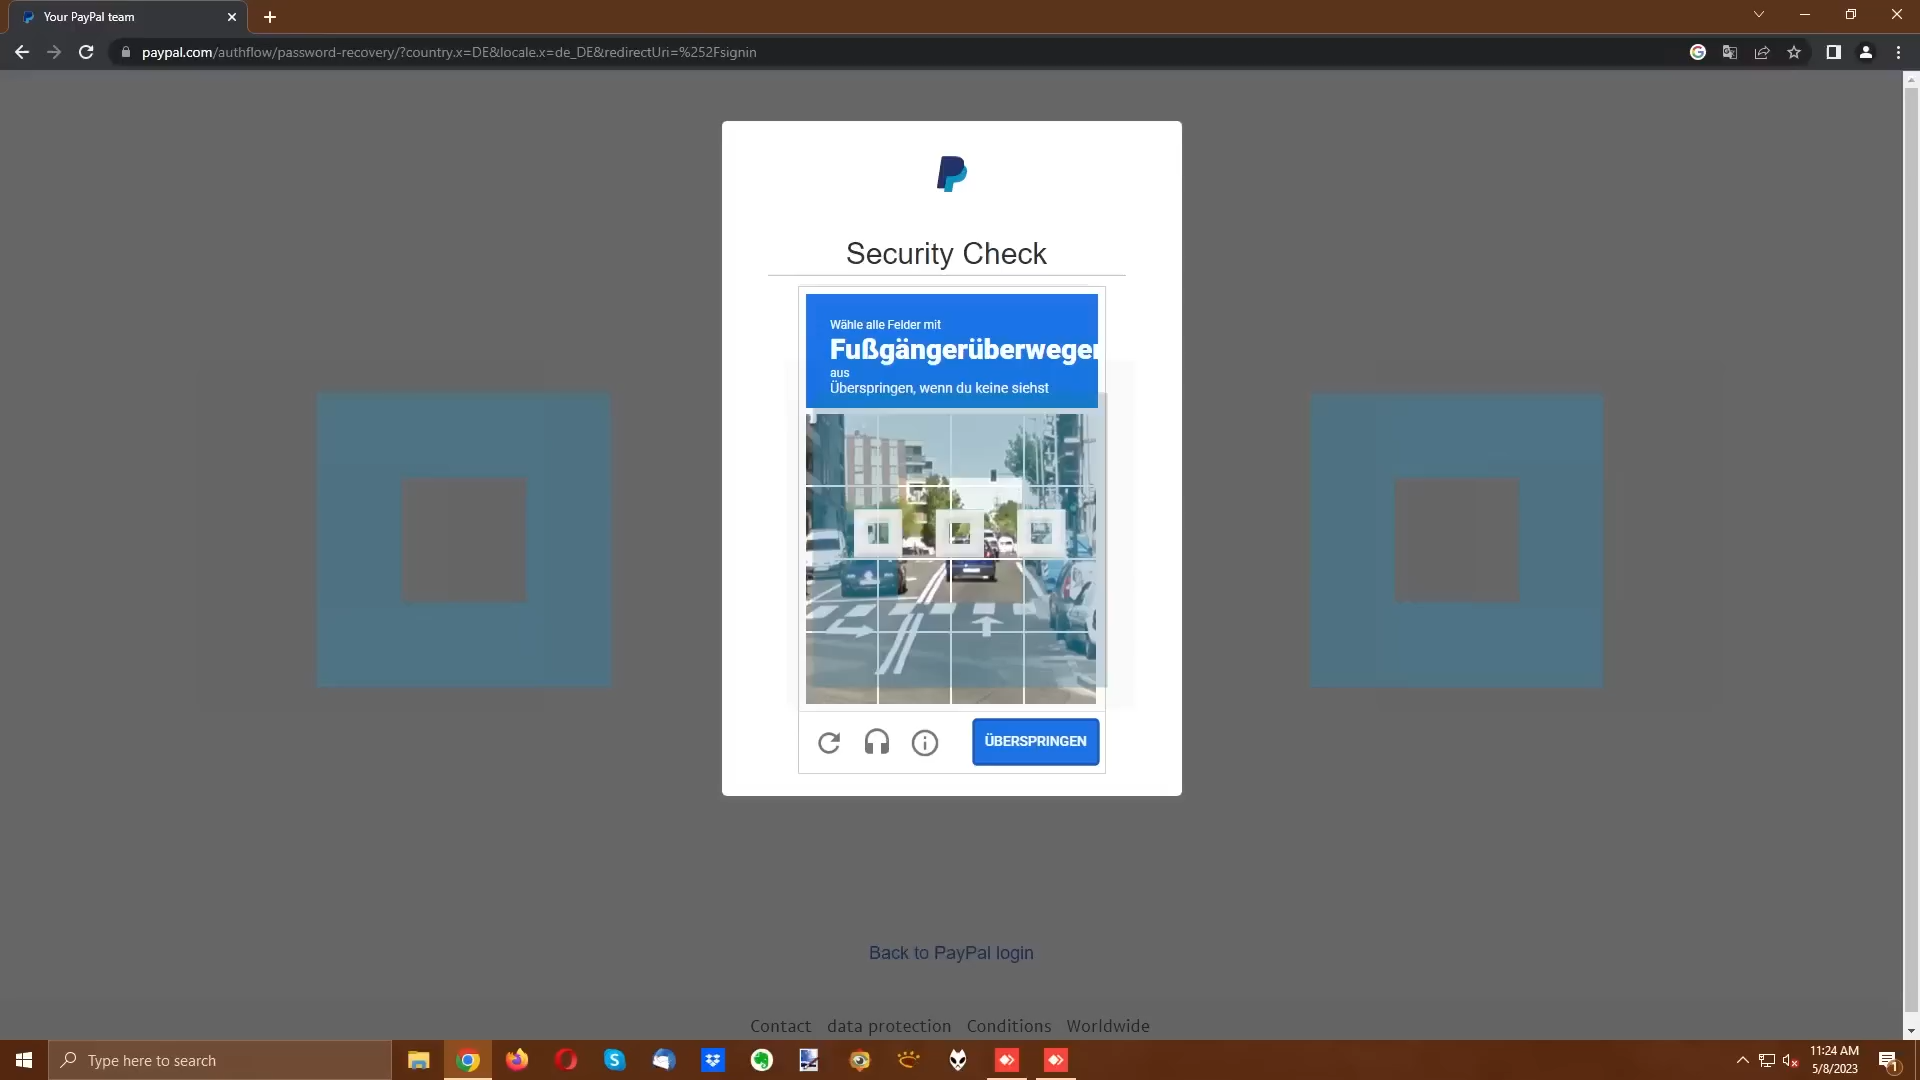 Your PayPal team
paypal.com/authflow/password-recovery/?country.x=DE&locale.x=de_DE&redirectUri=%252Fsignin
Security Check
Wähle alle Felder mit
Fußgängerüberwegen
aus
Überspringen, wenn du keine siehst
ÜBERSPRINGEN
Back to PayPal login
Contact data protection Conditions Worldwide
Type here to search
11:24 AM
5/8/2023
1